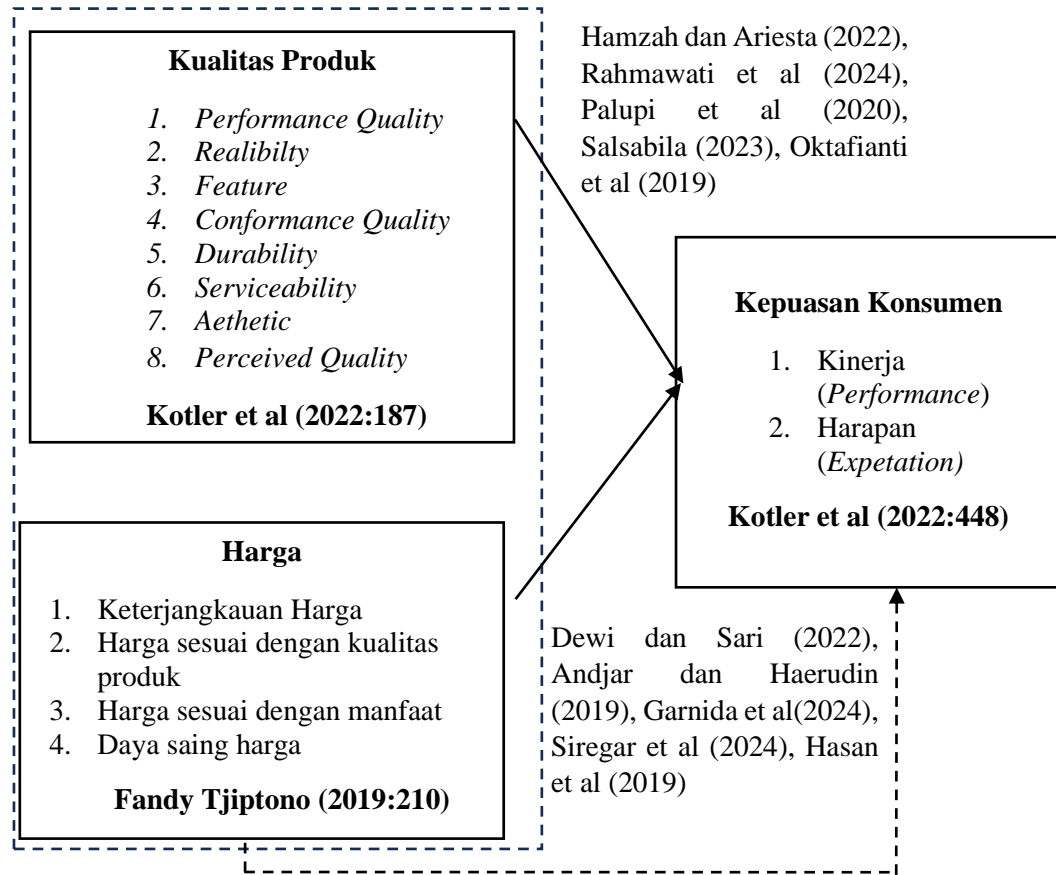 Kualitas Produk
1. Performance Quality
2. Realibilty
3. Feature
4. Conformance Quality
5. Durability
6. Serviceability
7. Aethetic
8. Perceived Quality
Kotler et al (2022:187)
Hamzah dan Ariesta (2022),
Rahmawati et al (2024),
Palupi et al (2020),
Salsabila (2023), Oktafianti
et al (2019)
Kepuasan Konsumen
1. Kinerja
(Performance)
2. Harapan
(Expetation)
Kotler et al (2022:448)
Harga
1. Keterjangkauan Harga
2. Harga sesuai dengan kualitas
produk
3. Harga sesuai dengan manfaat
4. Daya saing harga
Fandy Tjiptono (2019:210)
Dewi dan Sari (2022),
Andjar dan Haerudin
(2019), Garnida et al(2024),
Siregar et al (2024), Hasan
et al (2019)